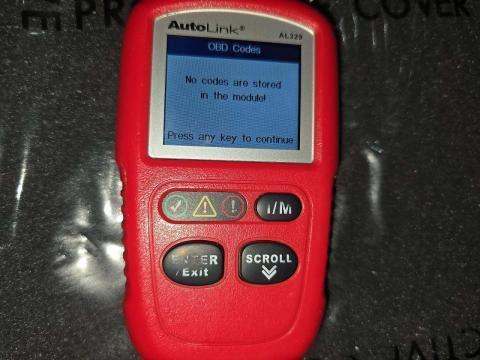 COVER
AutoLink®
AL329
OBD Codes
No codes are stored
in the module!
Press any key to continue
I/M
ENTER
/Exit
SCROLL